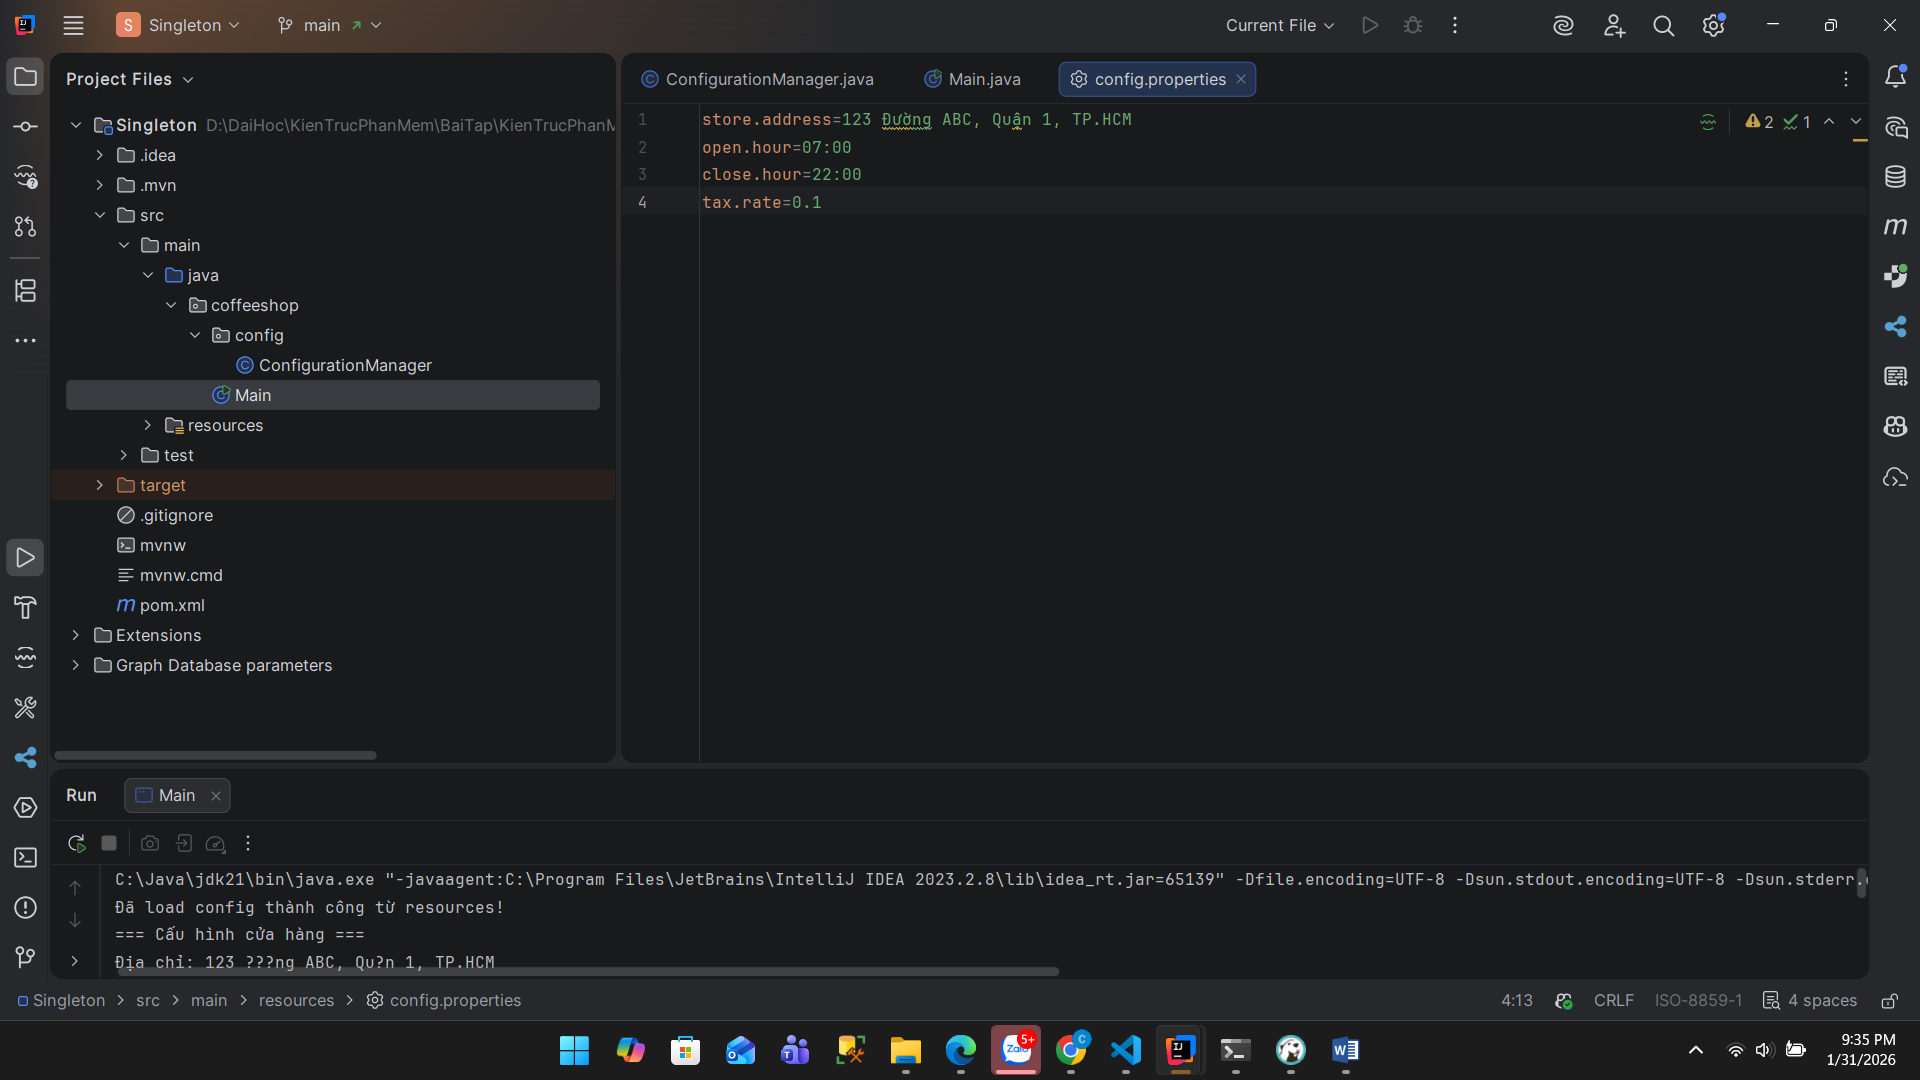 S Singleton main Current File
Project Files
Singleton D:\DaiHoc\KienTrucPhanMem\BaiTap\KienTrucPhanM
.idea
.mvn
src
main
java
coffeeshop
config
ConfigurationManager
Main
resources
test
target
.gitignore
mvnw
mvnw.cmd
m pom.xml
Extensions
Graph Database parameters
ConfigurationManager.java Main.java config.properties
1 store.address=123 Đường ABC, Quận 1, TP.HCM
2 open.hour=07:00
3 close.hour=22:00
4 tax.rate=0.1
2 1
Run Main
C:\Java\jdk21\bin\java.exe "-javaagent:C:\Program Files\JetBrains\IntelliJ IDEA 2023.2.8\lib\idea_rt.jar=65139" -Dfile.encoding=UTF-8 -Dsun.stdout.encoding=UTF-8 -Dsun.stderr.
Đã load config thành công từ resources!
=== Cấu hình cửa hàng ===
Địa chỉ: 123 ???ng ABC, Qu?n 1, TP.HCM
Singleton > src > main > resources > config.properties
4:13 CRLF ISO-8859-1 4 spaces
Zalo 5+
C
9:35 PM
1/31/2026